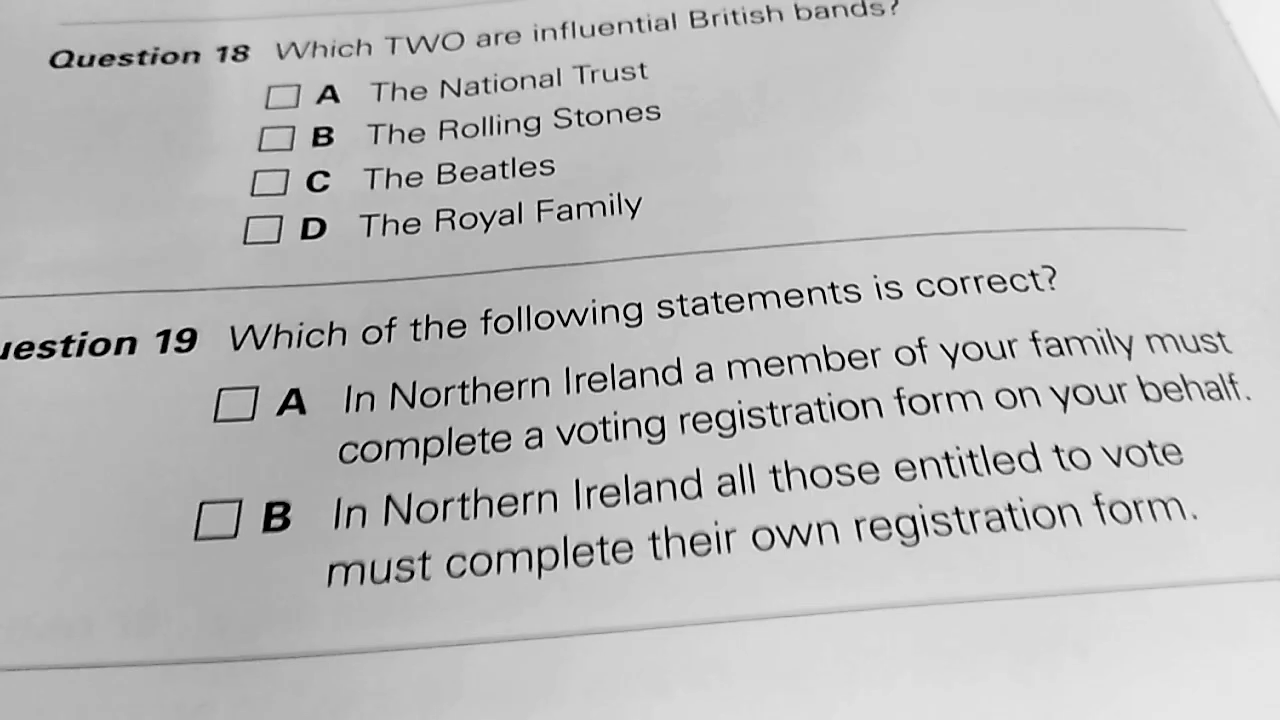 Question 18 Which TWO are influential British bands?
A The National Trust
B The Rolling Stones
C The Beatles
D The Royal Family
uestion 19 Which of the following statements is correct?
A In Northern Ireland a member of your family must
complete a voting registration form on your behalf.
B In Northern Ireland all those entitled to vote
must complete their own registration form.